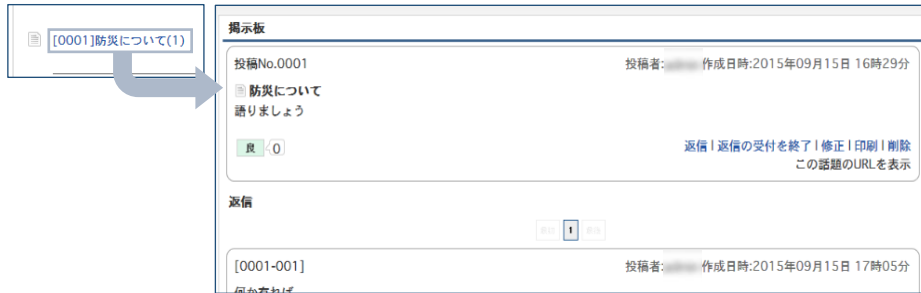 [0001]防災について(1)
掲示板
投稿No.0001 投稿者: 作成日時:2015年09月15日 16時29分
防災について
語りましょう
良 0
返信 | 返信の受付を終了 | 修正 | 印刷 | 削除
この話題のURLを表示
返信
1
[0001-001] 投稿者: 作成日時:2015年09月15日 17時05分
何か有れば